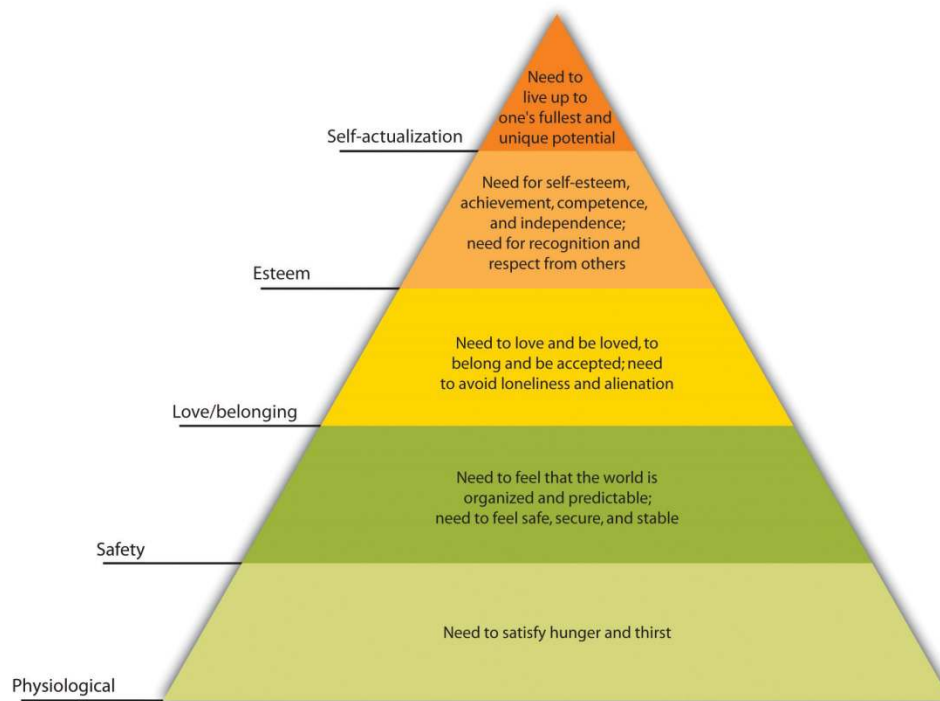 Need to
live up to
one's fullest and
unique potential
Self-actualization
Need for self-esteem,
achievement, competence,
and independence;
need for recognition and
respect from others
Esteem
Need to love and be loved, to
belong and be accepted; need
to avoid loneliness and alienation
Love/belonging
Need to feel that the world is
organized and predictable;
need to feel safe, secure, and stable
Safety
Need to satisfy hunger and thirst
Physiological